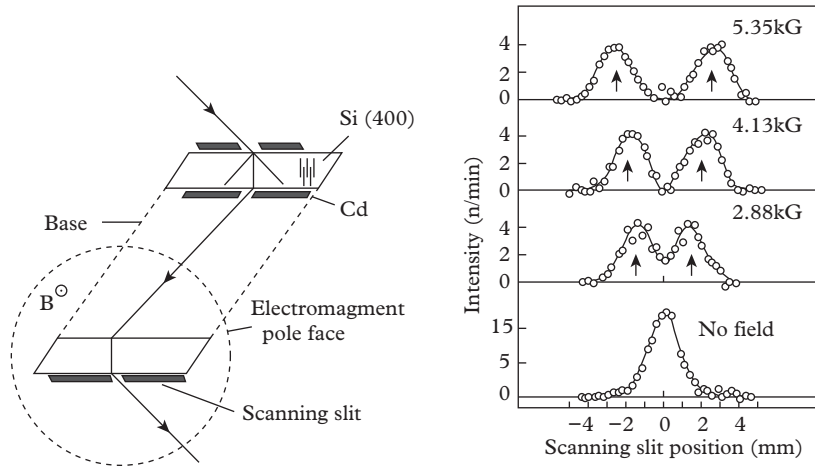 Si (400)
Cd
Base
B
Electromagment
pole face
Scanning slit
Intensity (n/min)
5.35kG
4
2
0
4.13kG
4
2
0
2.88kG
4
2
0
No field
15
5
0
−4 −2 0 2 4
Scanning slit position (mm)